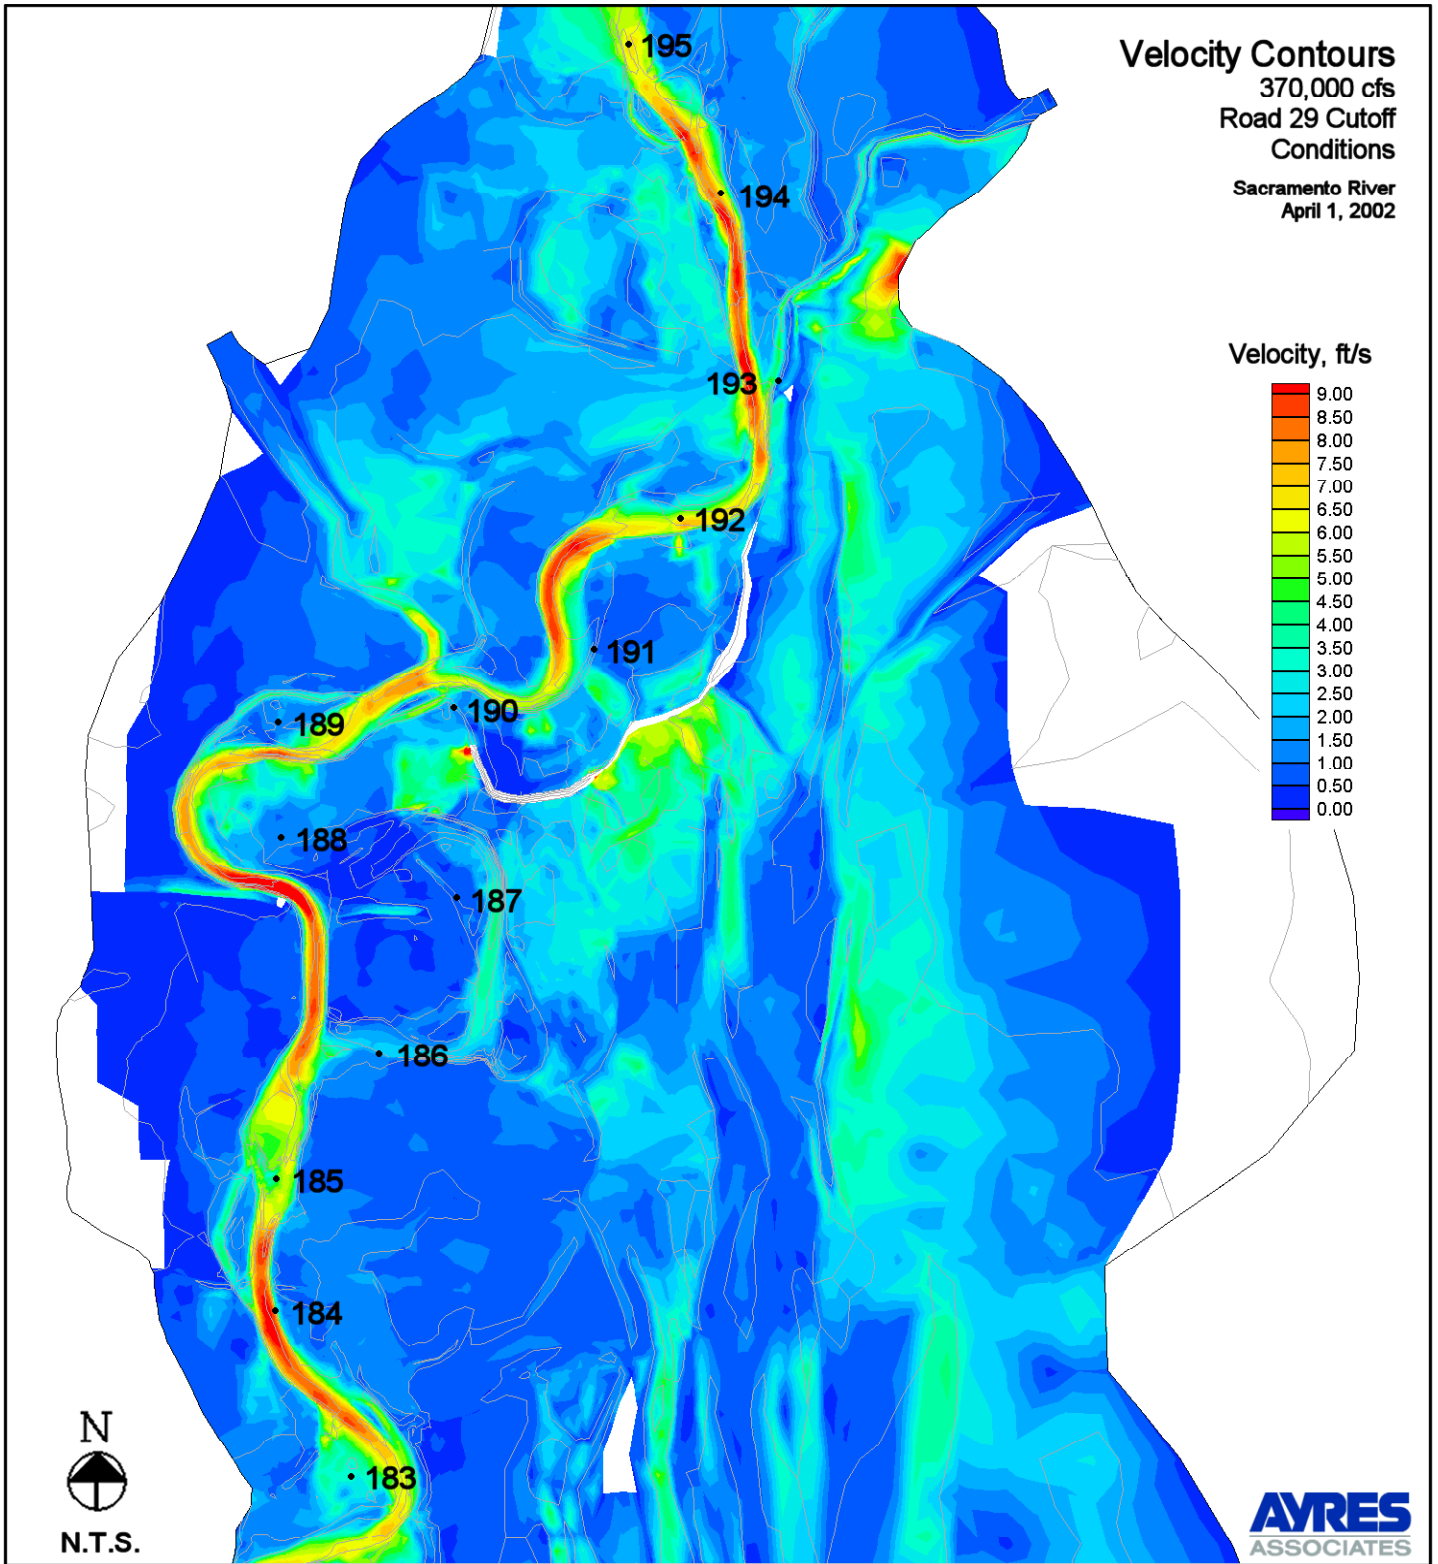 Velocity Contours
370,000 cfs
Road 29 Cutoff
Conditions
Sacramento River
April 1, 2002
195
194
193
192
191
190
189
188
187
186
185
184
183
Velocity, ft/s
9.00
8.50
8.00
7.50
7.00
6.50
6.00
5.50
5.00
4.50
4.00
3.50
3.00
2.50
2.00
1.50
1.00
0.50
0.00
N
N.T.S.
AYRES
ASSOCIATES